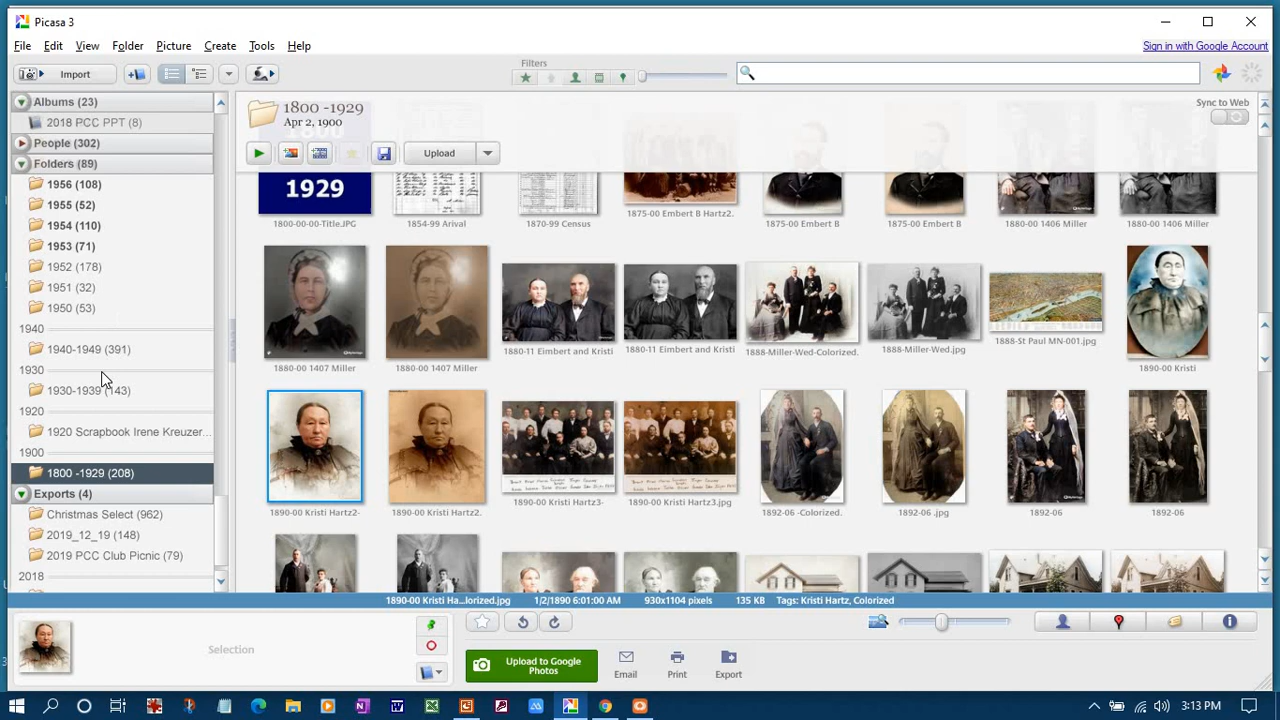 Picasa 3
File Edit View Folder Picture Create Tools Help
Sign in with Google Account
Import
Filters
Albums (23)
2018 PCC PPT (8)
People (302)
Folders (89)
1956 (108)
1955 (52)
1954 (110)
1953 (71)
1952 (178)
1951 (32)
1950 (53)
1940
1940-1949 (391)
1930
1930-1939 (143)
1920
1920 Scrapbook Irene Kreuzer...
1900
1800 -1929 (208)
Exports (4)
Christmas Select (962)
2019_12_19 (148)
2019 PCC Club Picnic (79)
2018
1800 -1929
Apr 2, 1900
Sync to Web
Upload
1929
1800-00-00-Title.JPG 1854-99 Arival 1870-99 Census 1875-00 Embert B Hartz2. 1875-00 Embert B 1875-00 Embert B 1880-00 1406 Miller 1880-00 1406 Miller
1880-00 1407 Miller 1880-00 1407 Miller 1880-11 Eimbert and Kristi 1880-11 Eimbert and Kristi 1888-Miller-Wed-Colorized. 1888-Miller-Wed.jpg 1888-St Paul MN-001.jpg 1890-00 Kristi
1890-00 Kristi Hartz2- 1890-00 Kristi Hartz2. 1890-00 Kristi Hartz3- 1890-00 Kristi Hartz3.jpg 1892-06 -Colorized. 1892-06 .jpg 1892-06 1892-06
1890-00 Kristi Ha...lorized.jpg 1/2/1890 6:01:00 AM 930x1104 pixels 135 KB Tags: Kristi Hartz, Colorized
Selection
Upload to Google
Photos
Email
Print
Export
3:13 PM